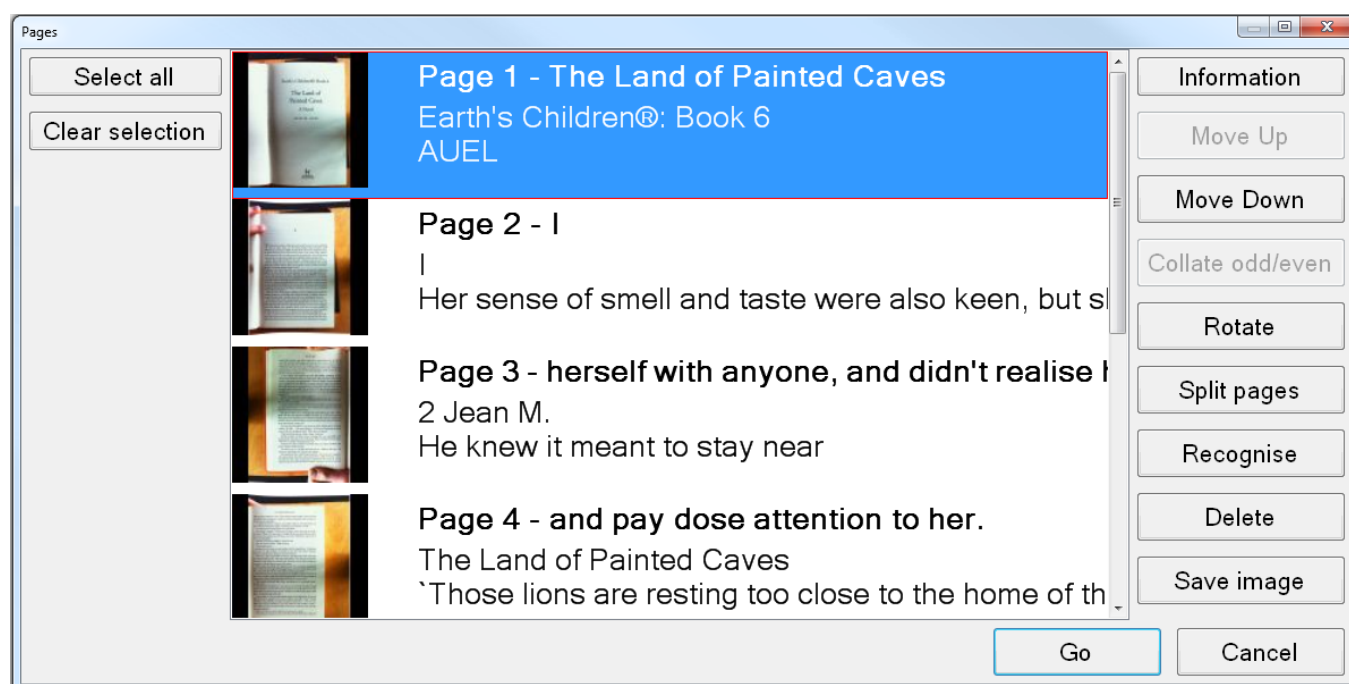 Pages
Select all
Clear selection
Page 1 - The Land of Painted Caves
Earth's Children®: Book 6
AUEL
Page 2 - I
I
Her sense of smell and taste were also keen, but
Page 3 - herself with anyone, and didn't realise
2 Jean M.
He knew it meant to stay near
Page 4 - and pay dose attention to her.
The Land of Painted Caves
`Those lions are resting too close to the home of
Information
Move Up
Move Down
Collate odd/even
Rotate
Split pages
Recognise
Delete
Save image
Go
Cancel